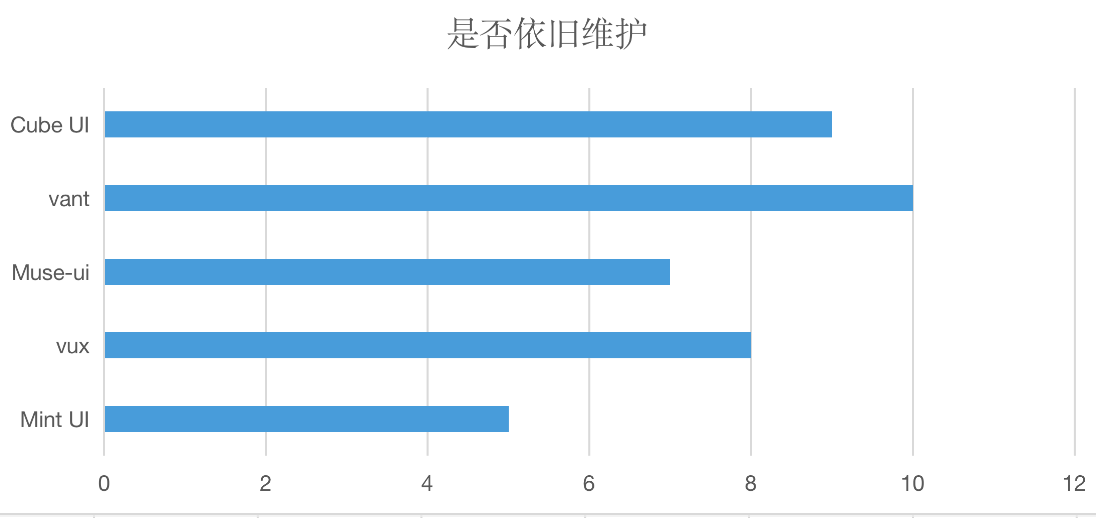 是否依旧维护
Cube UI
vant
Muse-ui
vux
Mint UI
0 2 4 6 8 10 12